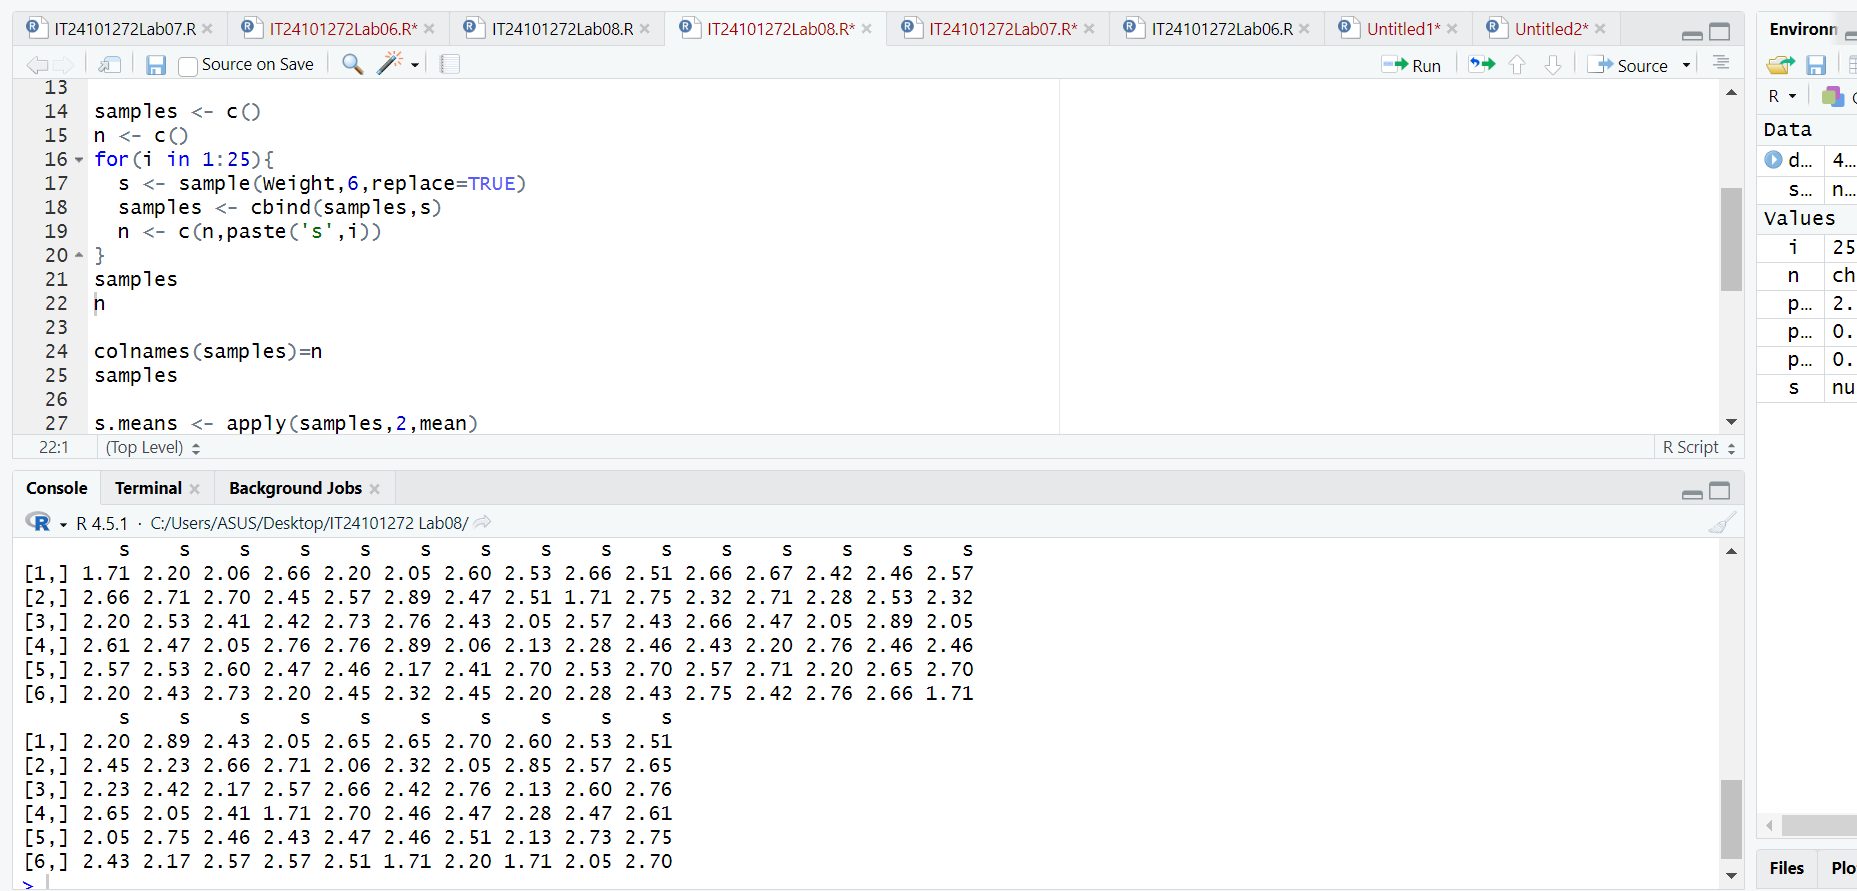 IT24101272Lab07.R IT24101272Lab06.R* IT24101272Lab08.R IT24101272Lab08.R* IT24101272Lab07.R* IT24101272Lab06.R Untitled1* Untitled2*
Source on Save Run Source
13
14 samples <- c()
15 n <- c()
16 for(i in 1:25){
17 s <- sample(Weight,6,replace=TRUE)
18 samples <- cbind(samples,s)
19 n <- c(n,paste('s',i))
20 }
21 samples
22 n
23
24 colnames(samples)=n
25 samples
26
27 s.means <- apply(samples,2,mean)
22:1 (Top Level) R Script
Console Terminal Background Jobs
R 4.5.1 · C:/Users/ASUS/Desktop/IT24101272 Lab08/
s s s s s s s s s s s s s s s
[1,] 1.71 2.20 2.06 2.66 2.20 2.05 2.60 2.53 2.66 2.51 2.66 2.67 2.42 2.46 2.57
[2,] 2.66 2.71 2.70 2.45 2.57 2.89 2.47 2.51 1.71 2.75 2.32 2.71 2.28 2.53 2.32
[3,] 2.20 2.53 2.41 2.42 2.73 2.76 2.43 2.05 2.57 2.43 2.66 2.47 2.05 2.89 2.05
[4,] 2.61 2.47 2.05 2.76 2.76 2.89 2.06 2.13 2.28 2.46 2.43 2.20 2.76 2.46 2.46
[5,] 2.57 2.53 2.60 2.47 2.46 2.17 2.41 2.70 2.53 2.70 2.57 2.71 2.20 2.65 2.70
[6,] 2.20 2.43 2.73 2.20 2.45 2.32 2.45 2.20 2.28 2.43 2.75 2.42 2.76 2.66 1.71
s s s s s s s s s s
[1,] 2.20 2.89 2.43 2.05 2.65 2.65 2.70 2.60 2.53 2.51
[2,] 2.45 2.23 2.66 2.71 2.06 2.32 2.05 2.85 2.57 2.65
[3,] 2.23 2.42 2.17 2.57 2.66 2.42 2.76 2.13 2.60 2.76
[4,] 2.65 2.05 2.41 1.71 2.70 2.46 2.47 2.28 2.47 2.61
[5,] 2.05 2.75 2.46 2.43 2.47 2.46 2.51 2.13 2.73 2.75
[6,] 2.43 2.17 2.57 2.57 2.51 1.71 2.20 1.71 2.05 2.70
>
Environm
R
Data
d... 4...
s... n...
Values
i 25
n ch
p... 2.
p... 0.
p... 0.
s nu
Files Plo